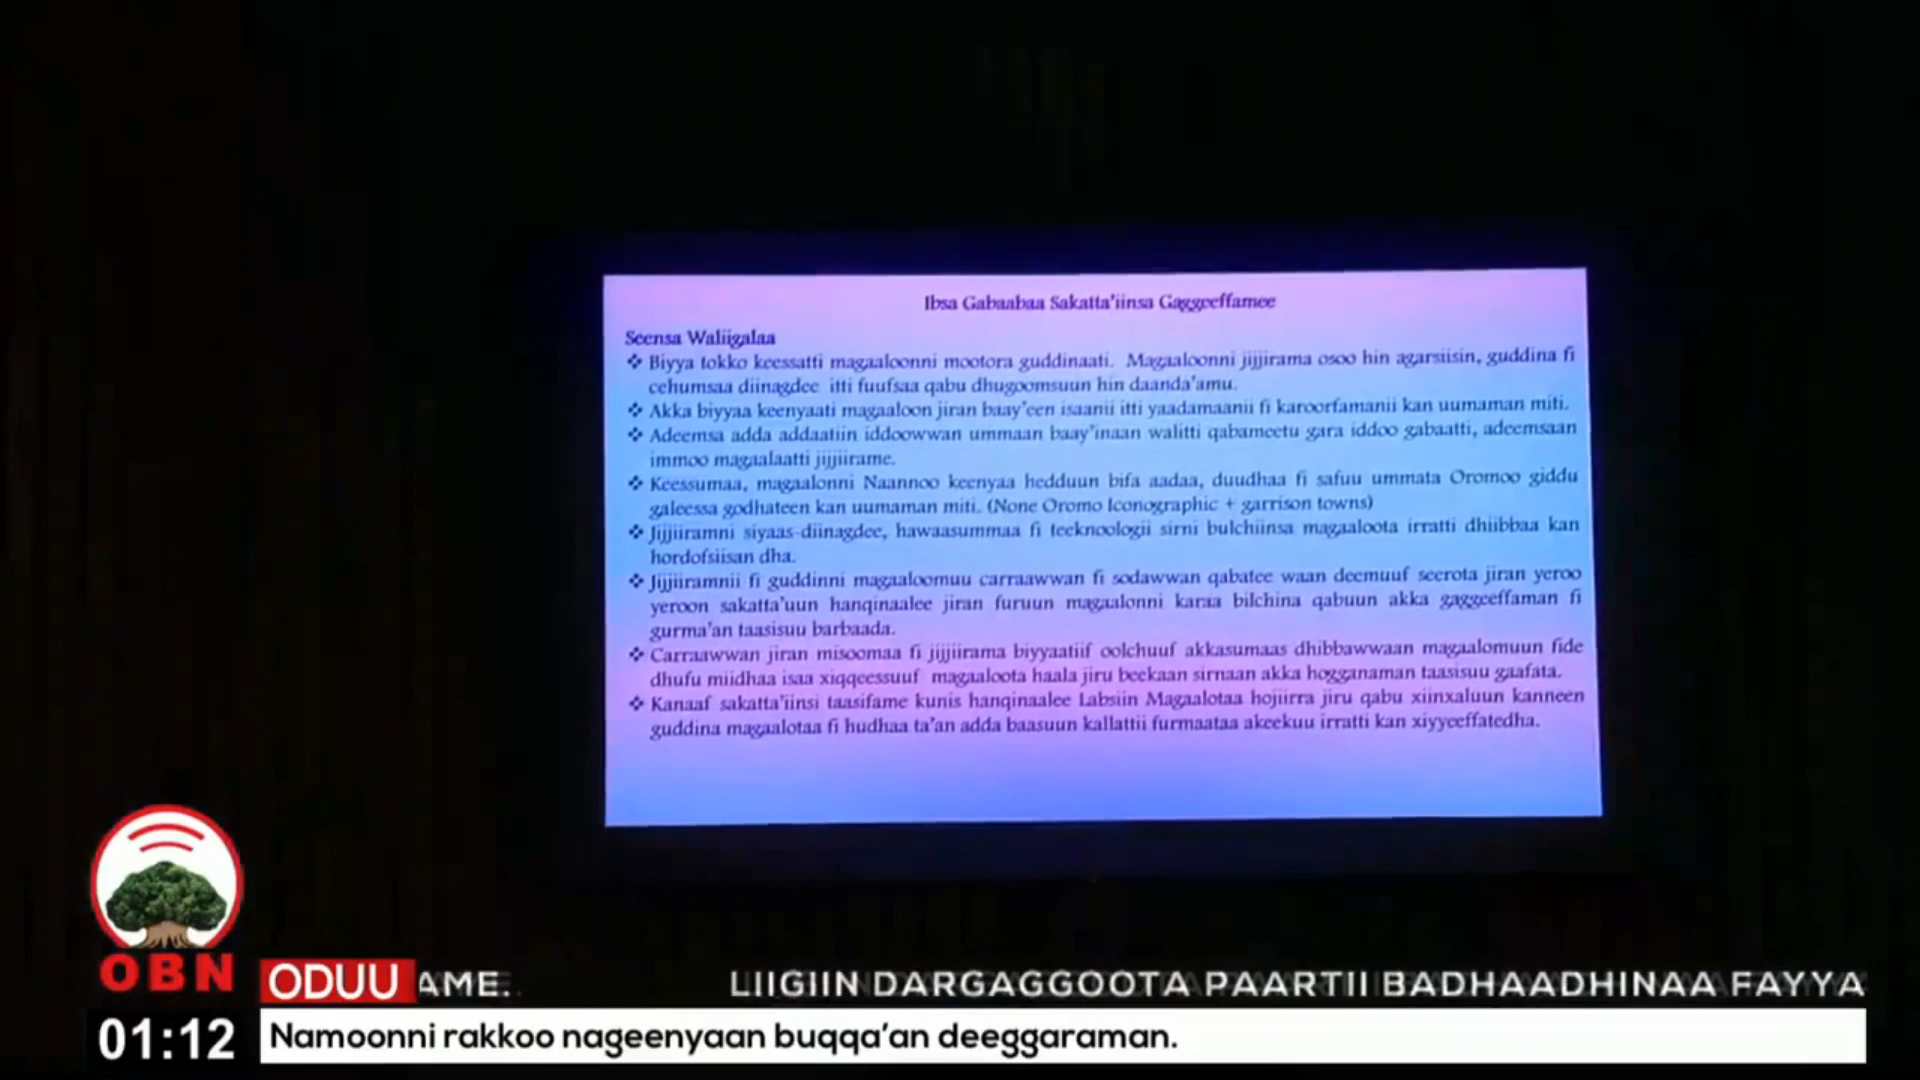 Ibsa Gabaabaa Sakatta'iinsa Gaggeeffamee
Seensa Waliigalaa
❖ Biyya tokko keessatti magaaloonni mootora guddinaati. Magaaloonni jijjirama osoo hin agarsiisin, guddina fi
cehumsaa diinagdee itti fuufsaa qabu dhugoomsuun hin daanda'amu.
❖ Akka biyyaa keenyaati magaaloon jiran baay'een isaanii itti yaadamaanii fi karoorfamanii kan uumaman miti.
❖ Adeemsa adda addaatiin iddoowwan ummaan baay'inaan walitti qabameetu gara iddoo gabaatti, adeemsaan
immoo magaalaatti jijjiirame.
❖ Keessumaa, magaalonni Naannoo keenyaa hedduun bifa aadaa, duudhaa fi safuu ummata Oromoo giddu
galeessa godhateen kan uumaman miti. (None Oromo Iconographic + garrison towns)
❖ Jijjiiramni siyaas-diinagdee, hawaasummaa fi teeknoologii sirni bulchiinsa magaaloota irratti dhiibbaa kan
hordofsiisan dha.
❖ Jijjiiramnii fi guddinni magaaloomuu carraawwan fi sodawwan qabatee waan deemuuf seerota jiran yeroo
yeroon sakatta'uun hanqinaalee jiran furuun magaalonni karaa bilchina qabuun akka gaggeeffaman fi
gurma'an taasisuu barbaada.
❖ Carraawwan jiran misoomaa fi jijjiirama biyyaatiif oolchuuf akkasumaas dhibbawwaan magaalomuun fide
dhufu miidhaa isaa xiqqeessuuf magaaloota haala jiru beekaan sirnaan akka hogganaman taasisuu gaafata.
❖ Kanaaf sakatta'iinsi taasifame kunis hanqinaalee Labsiin Magaalotaa hojiirra jiru qabu xiinxaluun kanneen
guddina magaalotaa fi hudhaa ta'an adda baasuun kallattii furmaataa akeekuu irratti kan xiyyeeffatedha.
OBN
ODUU AME. LIIGIIN DARGAGGOOTA PAARTII BADHAADHINAA FAYYA
01:12 Namoonni rakkoo nageenyaan buqqa'an deeggaraman.